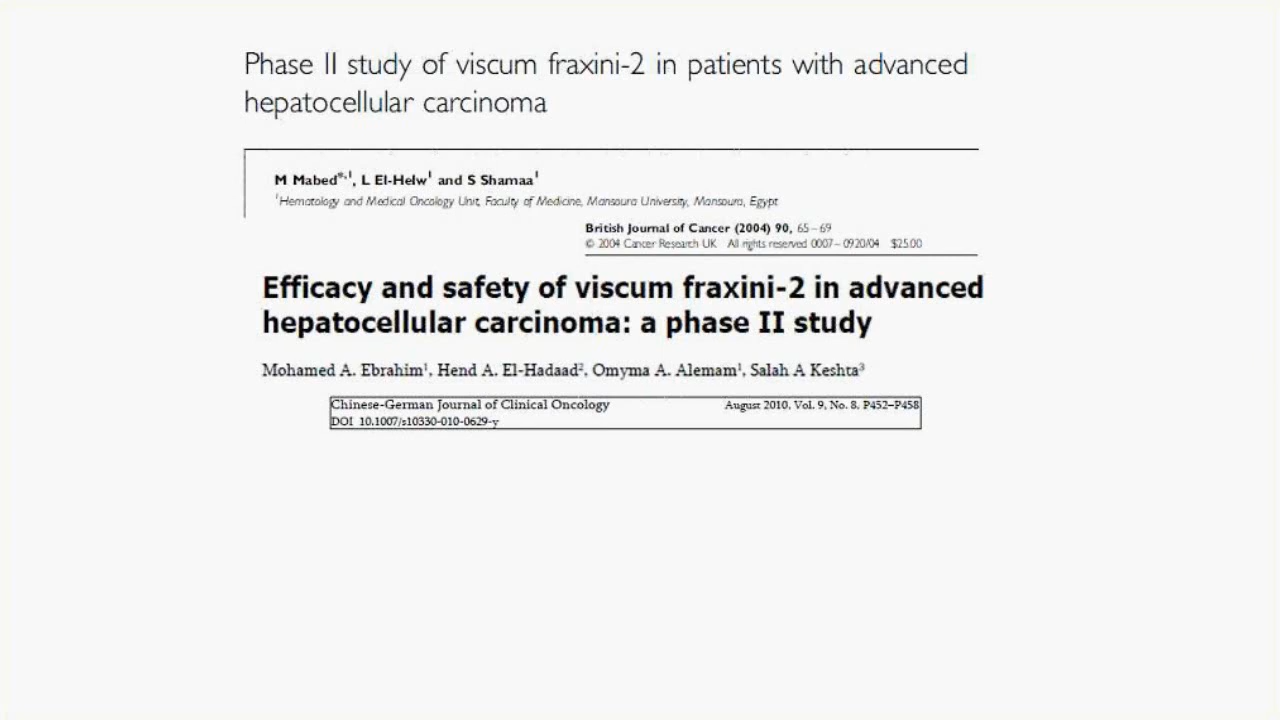 Phase II study of viscum fraxini-2 in patients with advanced
hepatocellular carcinoma
M Mabed*,1, L El-Helw1 and S Shamaa1
1Hematology and Medical Oncology Unit, Faculty of Medicine, Mansoura University, Mansoura, Egypt
British Journal of Cancer (2004) 90, 65–69
© 2004 Cancer Research UK All rights reserved 0007–0920/04 $25.00
Efficacy and safety of viscum fraxini-2 in advanced
hepatocellular carcinoma: a phase II study
Mohamed A. Ebrahim1, Hend A. El-Hadaad2, Omyma A. Alemam1, Salah A Keshta3
Chinese-German Journal of Clinical Oncology August 2010, Vol. 9, No. 8, P452–P458
DOI 10.1007/s10330-010-0629-y